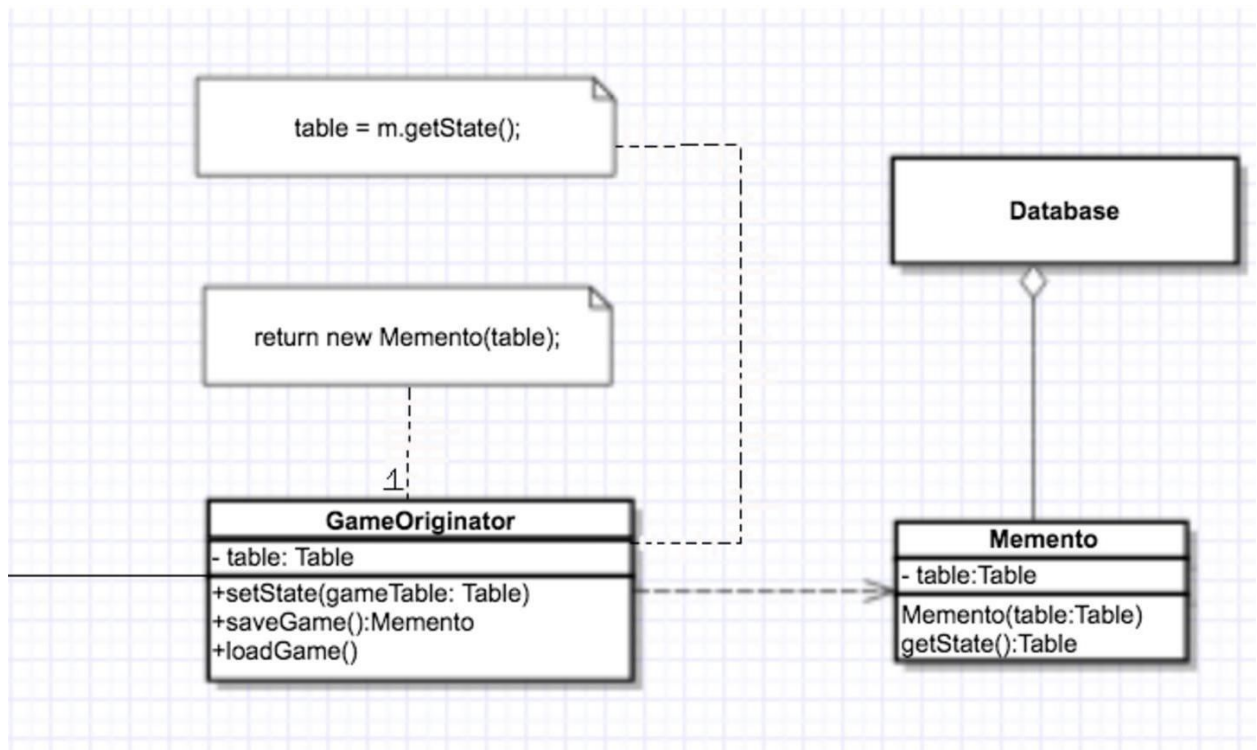 table = m.getState();
Database
return new Memento(table);
1
GameOriginator
- table: Table
+setState(gameTable: Table)
+saveGame():Memento
+loadGame()
Memento
- table:Table
Memento(table:Table)
getState():Table